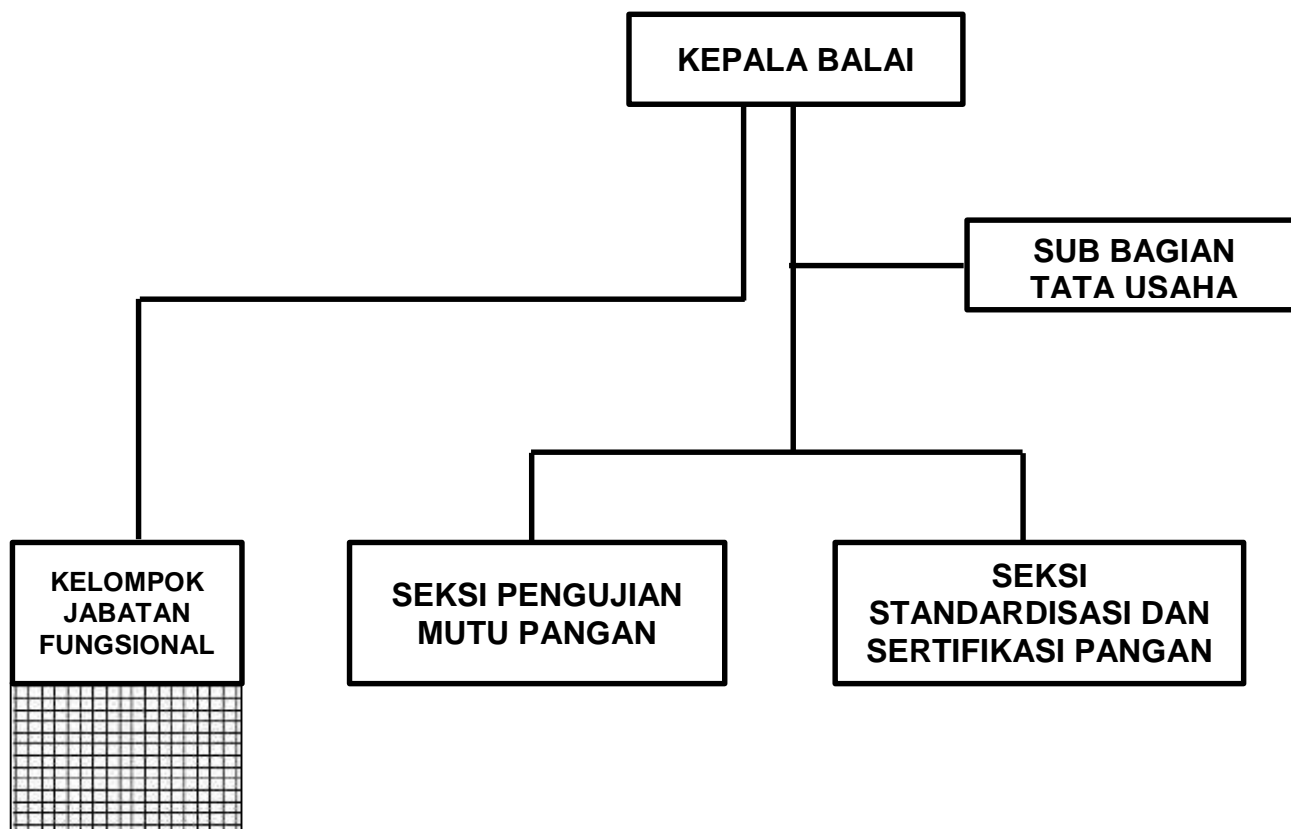 KEPALA BALAI
SUB BAGIAN
TATA USAHA
KELOMPOK
JABATAN
FUNGSIONAL
SEKSI PENGUJIAN
MUTU PANGAN
SEKSI
STANDARDISASI DAN
SERTIFIKASI PANGAN